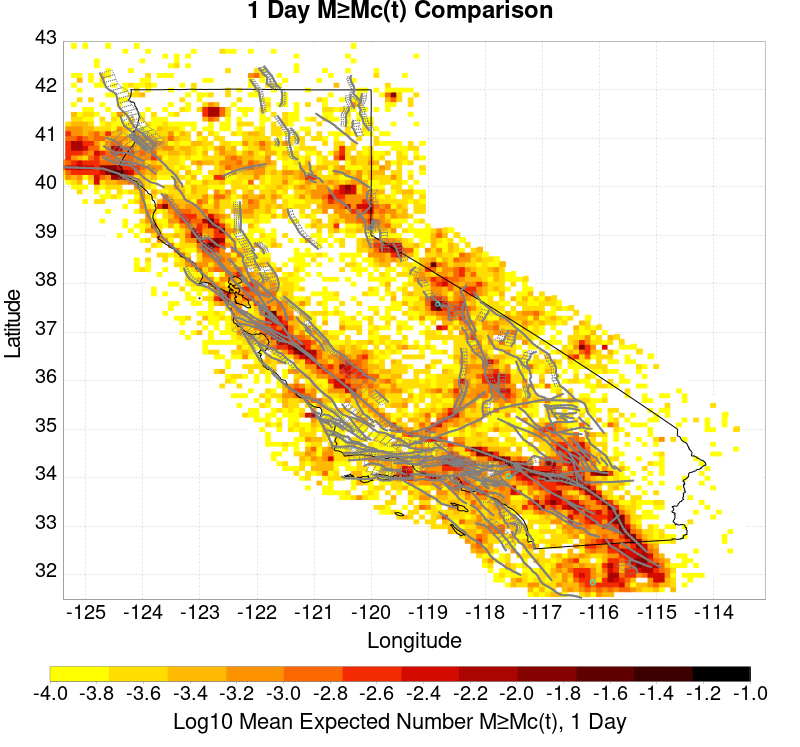 1 Day M≥Mc(t) Comparison
43
42
41
40
39
38
37
36
35
34
33
32
Latitude
-125 -124 -123 -122 -121 -120 -119 -118 -117 -116 -115 -114
Longitude
-4.0 -3.8 -3.6 -3.4 -3.2 -3.0 -2.8 -2.6 -2.4 -2.2 -2.0 -1.8 -1.6 -1.4 -1.2 -1.0
Log10 Mean Expected Number M≥Mc(t), 1 Day